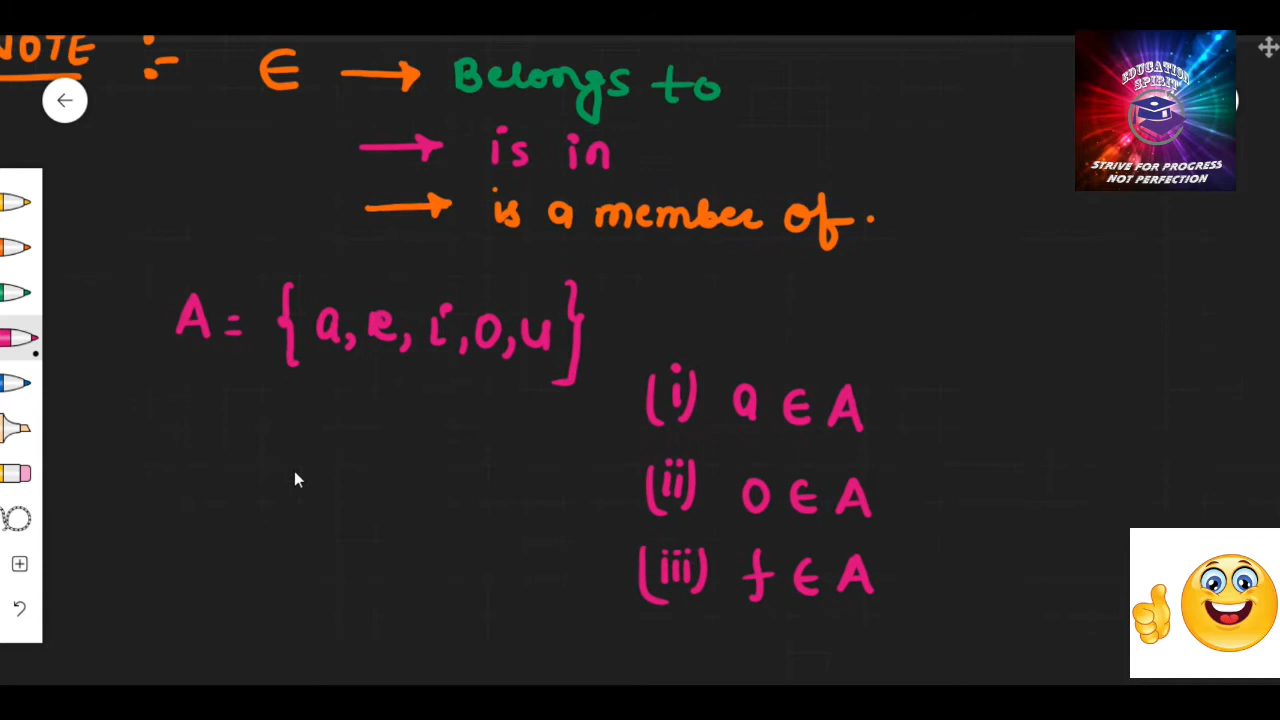 NOTE :- ∈ → Belongs to
→ is in
→ is a member of.
A = { a, e, i, o, u }
(i) a ∈ A
(ii) o ∈ A
(iii) f ∈ A
EDUCATION
SPIRIT
STRIVE FOR PROGRESS
NOT PERFECTION